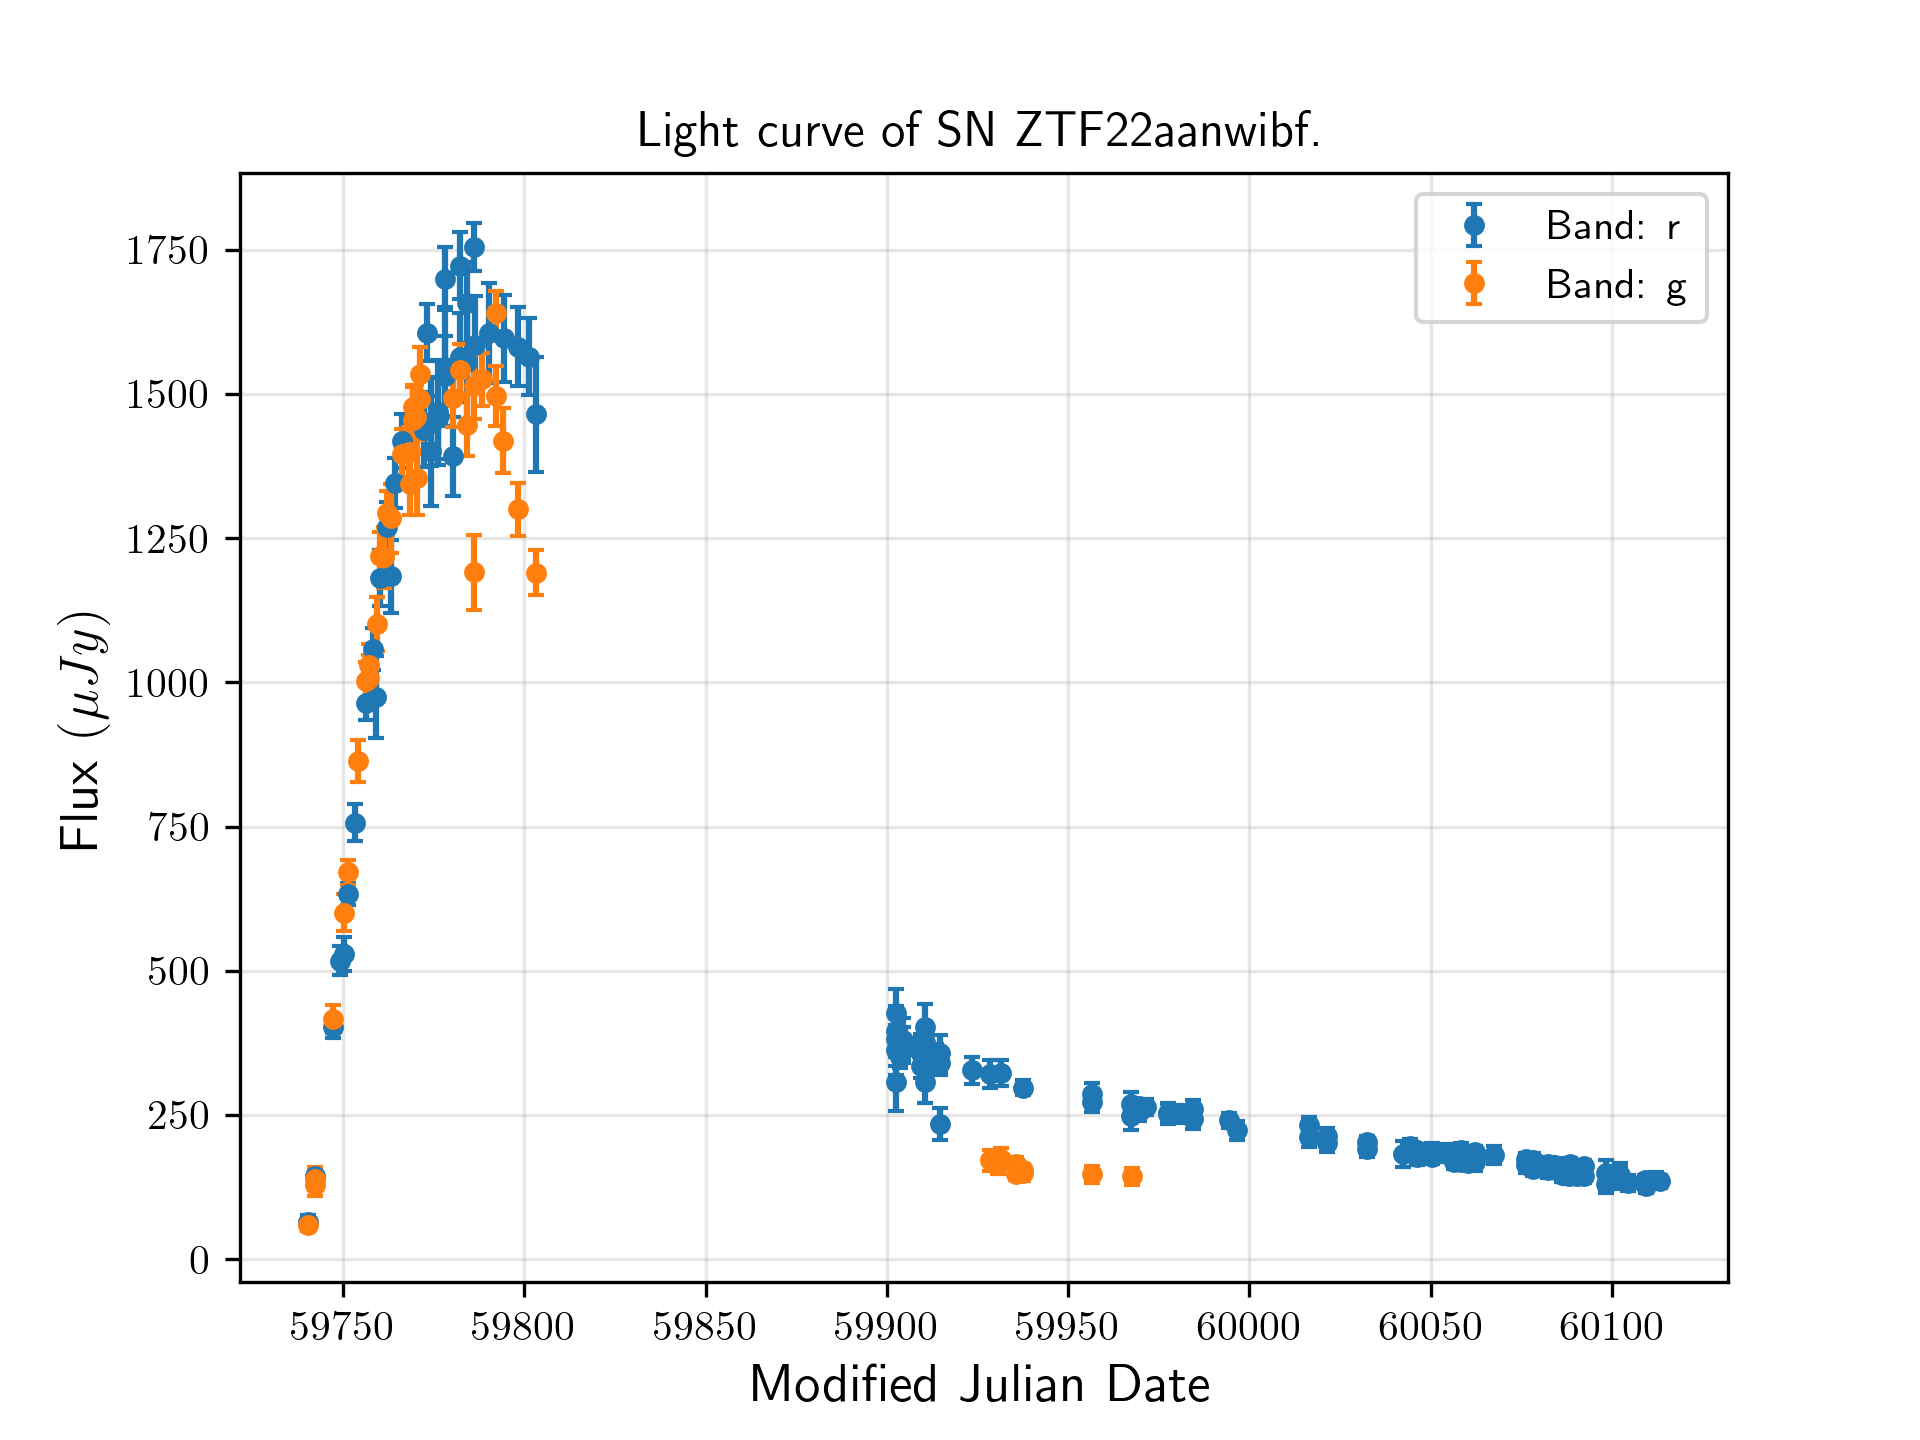 Light curve of SN ZTF22aanwibf.
Band: r
Band: g
1750
1500
1250
1000
750
500
250
0
Flux (μJy)
59750 59800 59850 59900 59950 60000 60050 60100
Modified Julian Date